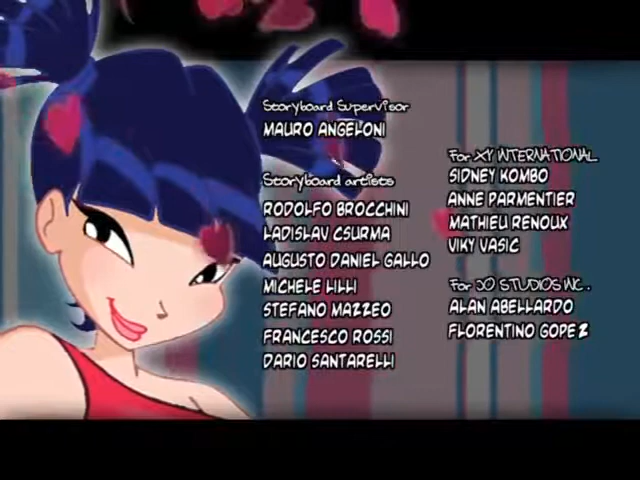 Storyboard Supervisor
MAURO ANGELONI
Storyboard artists
RODOLFO BROCCHINI
LADISLAV CSURMA
AUGUSTO DANIEL GALLO
MICHELE LILLI
STEFANO MAZZEO
FRANCESCO ROSSI
DARIO SANTARELLI
For XY INTERNATIONAL
SIDNEY KOMBO
ANNE PARMENTIER
MATHIEU RENOUX
VIKY VASIC
For JO STUDIOS INC.
ALAN ABELLARDO
FLORENTINO GOPEZ